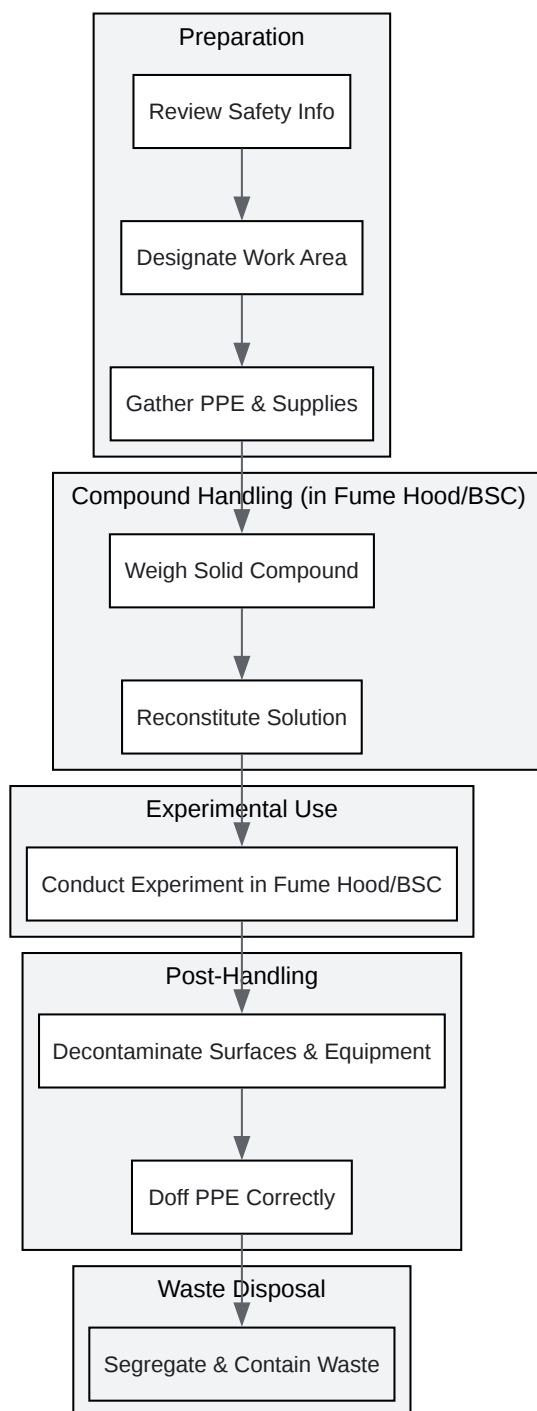 Preparation
Review Safety Info
Designate Work Area
Gather PPE & Supplies
Compound Handling (in Fume Hood/BSC)
Weigh Solid Compound
Reconstitute Solution
Experimental Use
Conduct Experiment in Fume Hood/BSC
Post-Handling
Decontaminate Surfaces & Equipment
Doff PPE Correctly
Waste Disposal
Segregate & Contain Waste